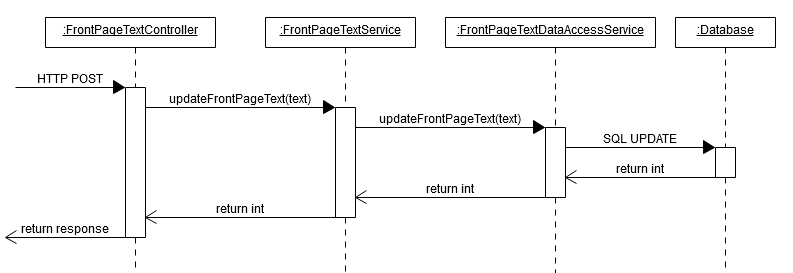 :FrontPageTextController
:FrontPageTextService
:FrontPageTextDataAccessService
:Database
HTTP POST
updateFrontPageText(text)
updateFrontPageText(text)
SQL UPDATE
return int
return int
return int
return response